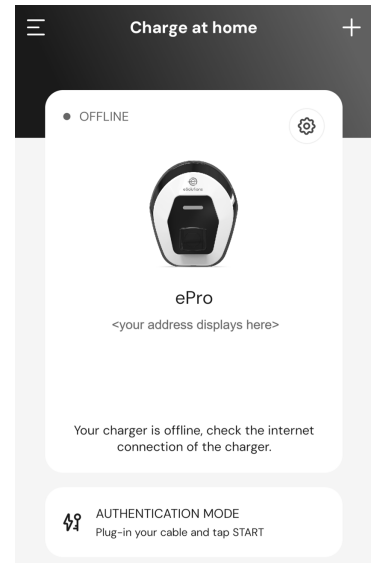 Charge at home
OFFLINE
ePro
<your address displays here>
Your charger is offline, check the internet
connection of the charger.
AUTHENTICATION MODE
Plug-in your cable and tap START